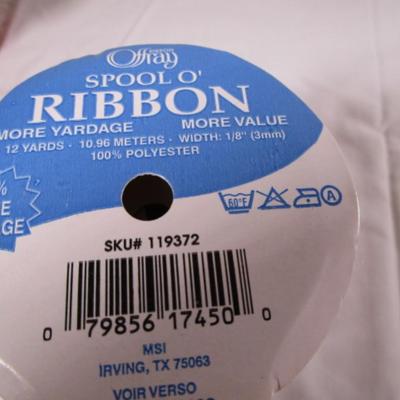 Offray
SPOOL O'
RIBBON
MORE YARDAGE MORE VALUE
12 YARDS - 10.96 METERS - WIDTH: 1/8" (3mm)
100% POLYESTER
%
60°F A
SKU# 119372
0 79856 17450 0
MSI
IRVING, TX 75063
VOIR VERSO